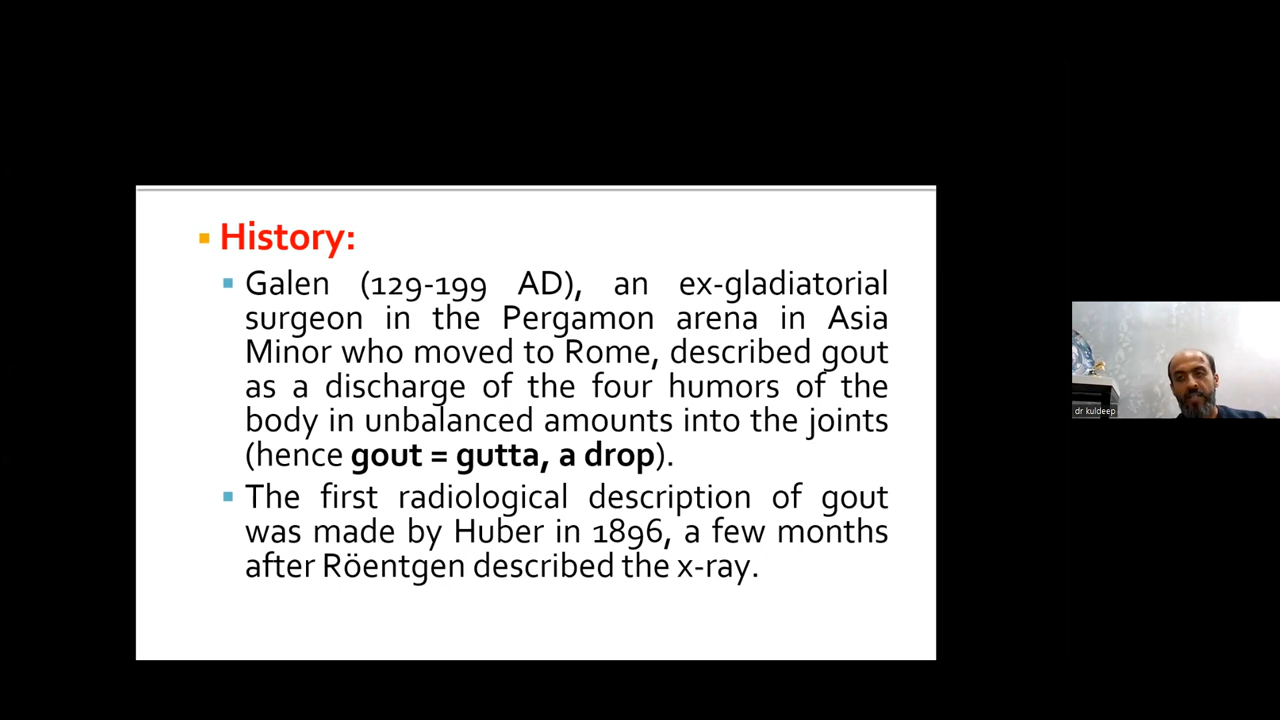 History:
Galen (129-199 AD), an ex-gladiatorial
surgeon in the Pergamon arena in Asia
Minor who moved to Rome, described gout
as a discharge of the four humors of the
body in unbalanced amounts into the joints
(hence gout = gutta, a drop).
The first radiological description of gout
was made by Huber in 1896, a few months
after Röentgen described the x-ray.
dr kuldeep